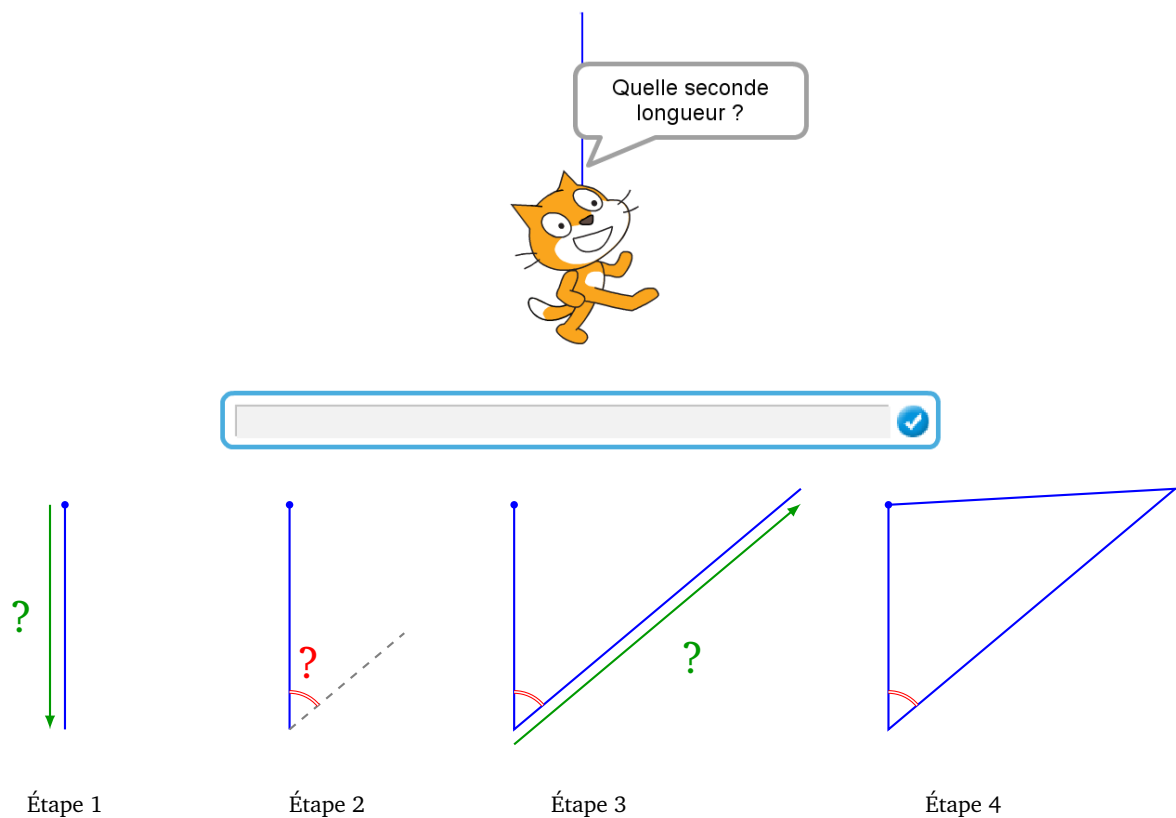 Quelle seconde
longueur ?
?
?
?
Étape 1
Étape 2
Étape 3
Étape 4